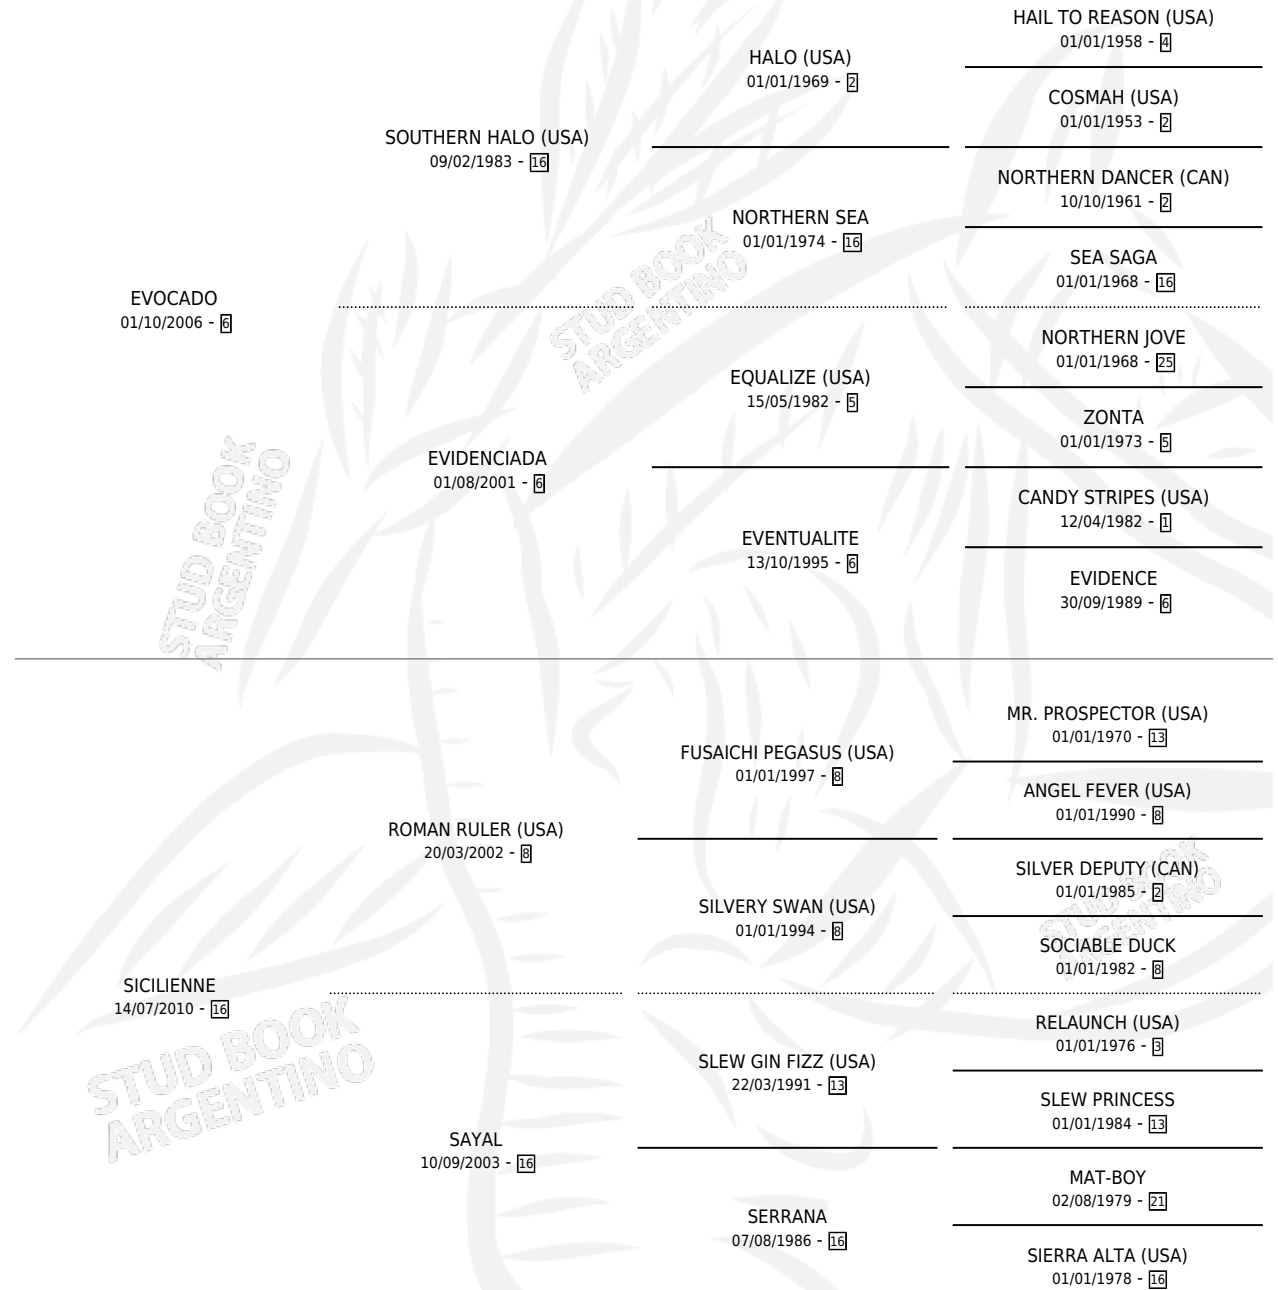 HAIL TO REASON (USA)
01/01/1958 - 4
HALO (USA)
01/01/1969 - 2
COSMAH (USA)
01/01/1953 - 2
SOUTHERN HALO (USA)
09/02/1983 - 16
NORTHERN DANCER (CAN)
10/10/1961 - 2
NORTHERN SEA
01/01/1974 - 16
SEA SAGA
01/01/1968 - 16
EVOCADO
01/10/2006 - 6
NORTHERN JOVE
01/01/1968 - 25
EQUALIZE (USA)
15/05/1982 - 5
ZONTA
01/01/1973 - 5
EVIDENCIADA
01/08/2001 - 6
CANDY STRIPES (USA)
12/04/1982 - 1
EVENTUALITE
13/10/1995 - 6
EVIDENCE
30/09/1989 - 6
MR. PROSPECTOR (USA)
01/01/1970 - 13
FUSAICHI PEGASUS (USA)
01/01/1997 - 8
ANGEL FEVER (USA)
01/01/1990 - 8
ROMAN RULER (USA)
20/03/2002 - 8
SILVER DEPUTY (CAN)
01/01/1985 - 2
SILVERY SWAN (USA)
01/01/1994 - 8
SOCIABLE DUCK
01/01/1982 - 8
SICILIENNE
14/07/2010 - 16
RELAUNCH (USA)
01/01/1976 - 3
SLEW GIN FIZZ (USA)
22/03/1991 - 13
SLEW PRINCESS
01/01/1984 - 13
SAYAL
10/09/2003 - 16
MAT-BOY
02/08/1979 - 21
SERRANA
07/08/1986 - 16
SIERRA ALTA (USA)
01/01/1978 - 16
STUD BOOK
ARGENTINO
STUD BOOK
ARGENTINO
STUD BOOK
ARGENTINO
STUD BOOK
ARGENTINO